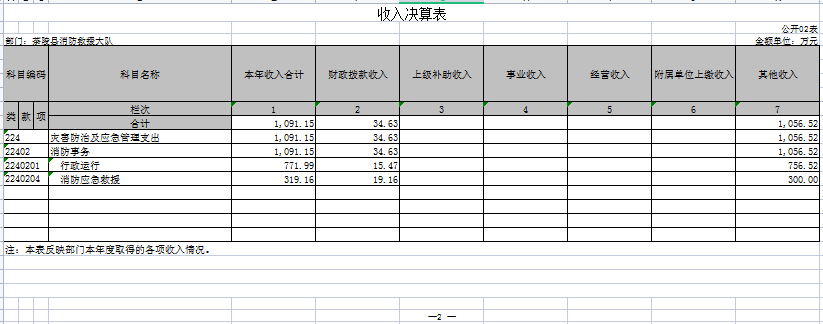 收入决算表
公开02表
部门：茶陵县消防救援大队 金额单位：万元
科目编码 科目名称 本年收入合计 财政拨款收入 上级补助收入 事业收入 经营收入 附属单位上缴收入 其他收入
类 款 项 栏次 1 2 3 4 5 6 7
合计 1,091.15 34.63 1,056.52
224 灾害防治及应急管理支出 1,091.15 34.63 1,056.52
22402 消防事务 1,091.15 34.63 1,056.52
2240201 行政运行 771.99 15.47 756.52
2240204 消防应急救援 319.16 19.16 300.00
注：本表反映部门本年度取得的各项收入情况。
—2 —